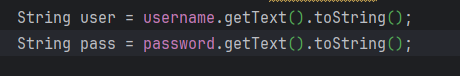 String user = username.getText().toString();
String pass = password.getText().toString();